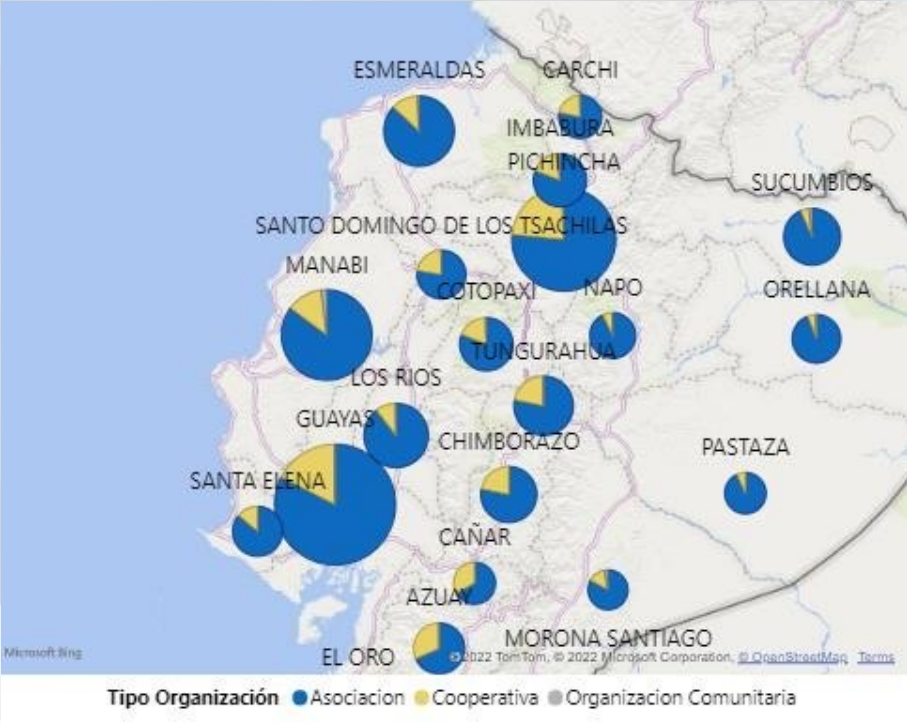 ESMERALDAS
CARCHI
IMBABURA
PICHINCHA
SUCUMBIOS
SANTO DOMINGO DE LOS TSACHILAS
MANABI
COTOPAXI
NAPO
ORELLANA
TUNGURAHUA
LOS RIOS
GUAYAS
CHIMBORAZO
PASTAZA
SANTA ELENA
CAÑAR
AZUAY
MORONA SANTIAGO
EL ORO
Microsoft Bing
© 2022 TomTom, © 2022 Microsoft Corporation, © OpenStreetMap Terms
Tipo Organización Asociacion Cooperativa Organizacion Comunitaria